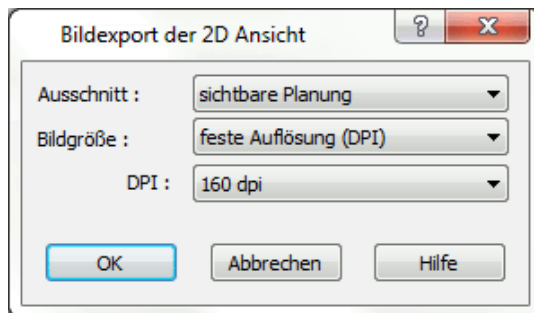 Bildexport der 2D Ansicht
Ausschnitt : sichtbare Planung
Bildgröße : feste Auflösung (DPI)
DPI : 160 dpi
OK Abbrechen Hilfe